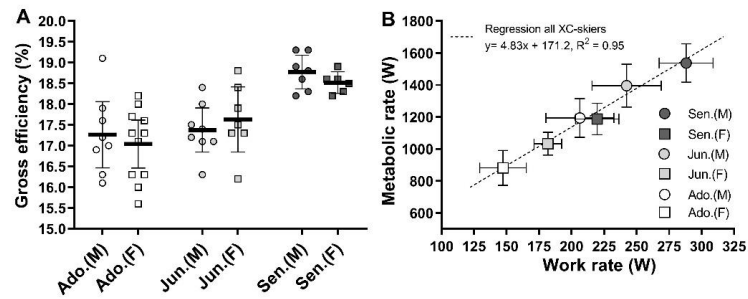 A
Gross efficiency (%)
20.0
19.5
19.0
18.5
18.0
17.5
17.0
16.5
16.0
15.5
15.0
Ado.(M)
Ado.(F)
Jun.(M)
Jun.(F)
Sen.(M)
Sen.(F)
B
Regression all XC-skiers
y= 4.83x + 171.2, R² = 0.95
Metabolic rate (W)
1800
1600
1400
1200
1000
800
600
Sen.(M)
Sen.(F)
Jun.(M)
Jun.(F)
Ado.(M)
Ado.(F)
100 125 150 175 200 225 250 275 300 325
Work rate (W)